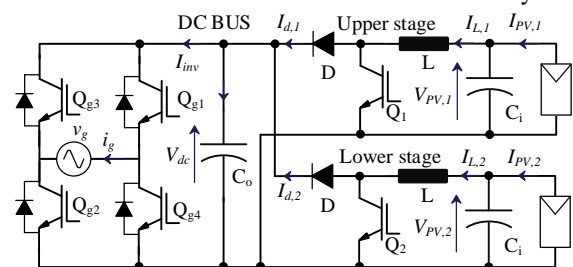 DC BUS
I_d,1
Upper stage
I_L,1
I_PV,1
I_inv
D
L
Q_g3
Q_g1
V_PV,1
Q_1
C_i
v_g
i_g
V_dc
C_o
Lower stage
I_L,2
I_PV,2
I_d,2
D
L
Q_g2
Q_g4
V_PV,2
Q_2
C_i